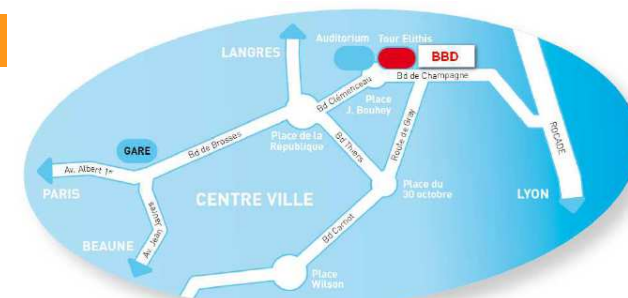 LANGRES
Auditorium
Tour Elithis
BBD
Bd de Champagne
Bd Clémenceau
Place
J. Bouhey
Place de la
République
Bd de Brosses
Bd Thiers
Route de Gray
ROCADE
GARE
Av. Albert 1er
PARIS
CENTRE VILLE
Place du
30 octobre
LYON
Av. Jean
Jaurès
BEAUNE
Bd Carnot
Place
Wilson